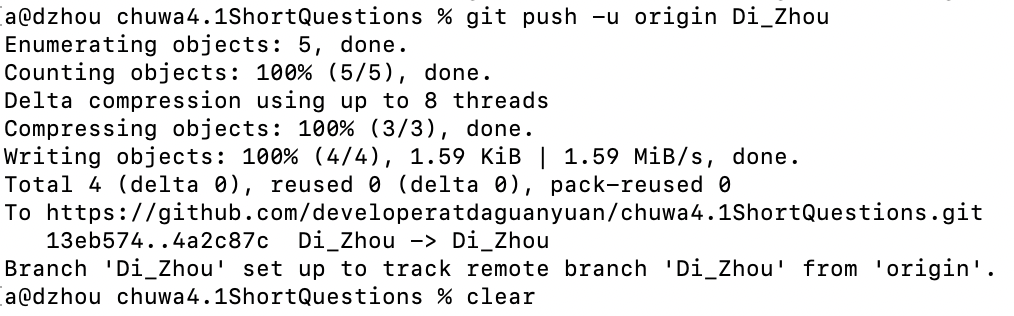 [a@dzhou chuwa4.1ShortQuestions % git push -u origin Di_Zhou
Enumerating objects: 5, done.
Counting objects: 100% (5/5), done.
Delta compression using up to 8 threads
Compressing objects: 100% (3/3), done.
Writing objects: 100% (4/4), 1.59 KiB | 1.59 MiB/s, done.
Total 4 (delta 0), reused 0 (delta 0), pack-reused 0
To https://github.com/developeratdaguanyuan/chuwa4.1ShortQuestions.git
   13eb574..4a2c87c  Di_Zhou -> Di_Zhou
Branch 'Di_Zhou' set up to track remote branch 'Di_Zhou' from 'origin'.
[a@dzhou chuwa4.1ShortQuestions % clear